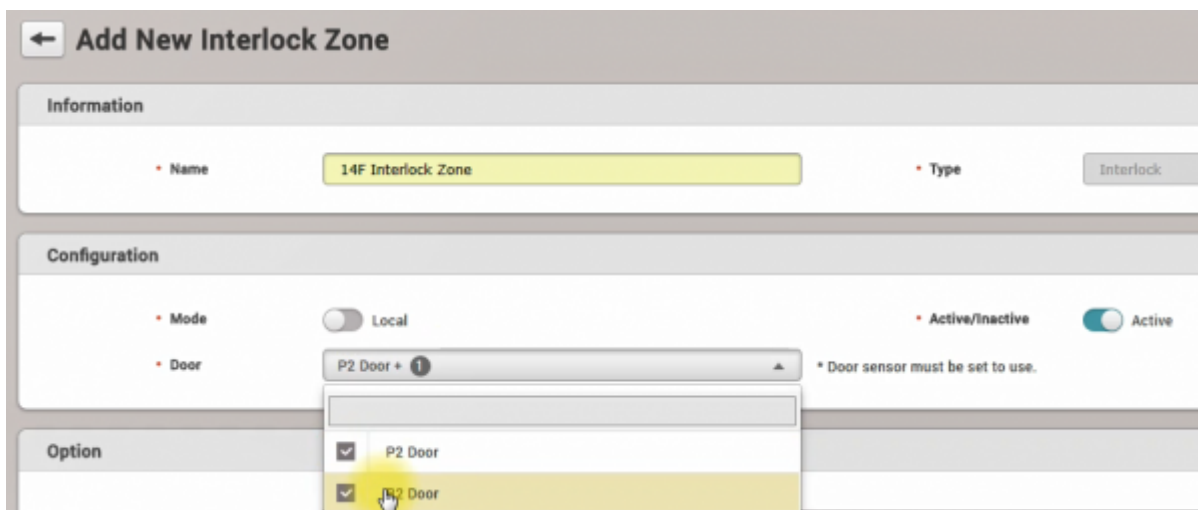 Add New Interlock Zone
Information
• Name 14F Interlock Zone • Type Interlock
Configuration
• Mode Local • Active/Inactive Active
• Door P2 Door + 1 * Door sensor must be set to use.
P2 Door
Option
Door